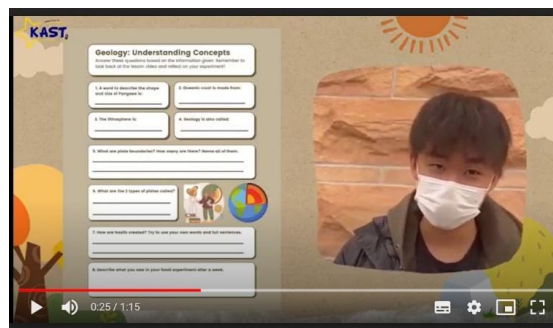 KAST,
Geology: Understanding Concepts
Answer these questions based on the information given. Remember to
look back at the lesson video and reflect on your experiment!
1. A word to describe the shape
and size of Pangaea is:
2. Oceanic crust is made from:
3. The lithosphere is:
4. Geology is also called:
5. What are plate boundaries? How many are there? Name all of them.
6. What are the 2 types of plates called?
7. How are fossils created? Try to use your own words and full sentences.
8. Describe what you saw in your fossil experiment after a week.
0:25 / 1:15